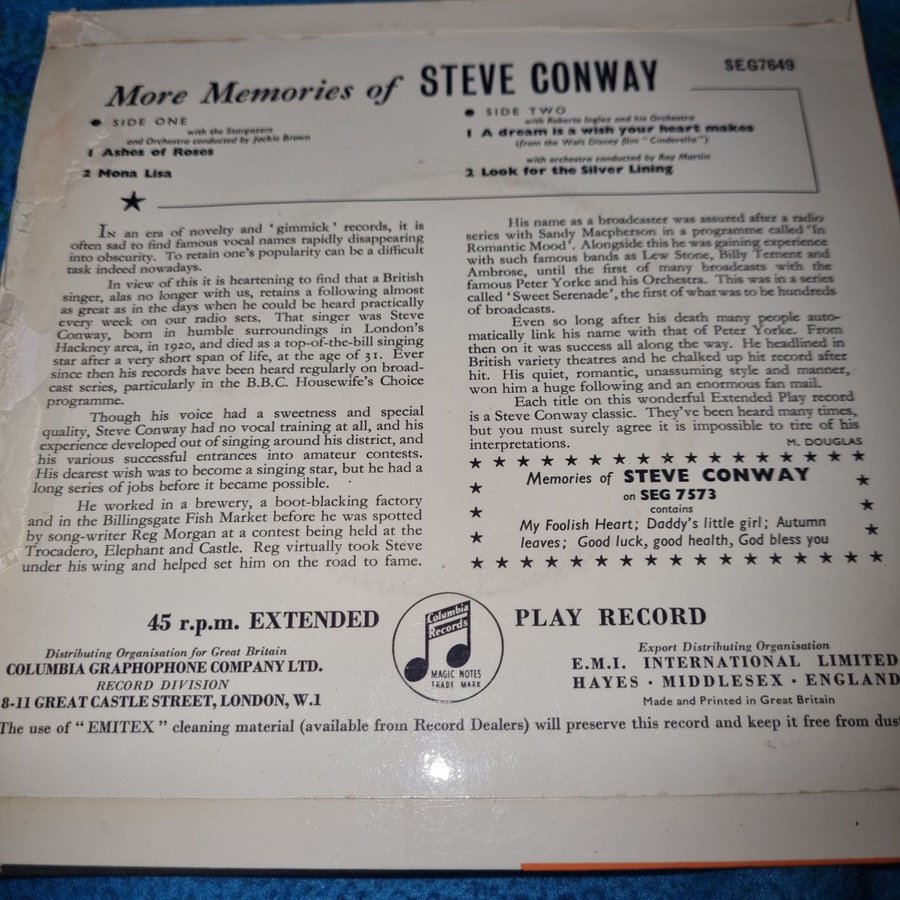 More Memories of STEVE CONWAY
SEG7649
SIDE ONE
with the Stargazers
and Orchestra conducted by Jackie Brown
1 Ashes of Roses
2 Mona Lisa
SIDE TWO
with Roberto Inglez and his Orchestra
1 A dream is a wish your heart makes
(from the Walt Disney film "Cinderella")
with orchestra conducted by Ray Martin
2 Look for the Silver Lining
IN an era of novelty and 'gimmick' records, it is
often sad to find famous vocal names rapidly disappearing
into obscurity. To retain one's popularity can be a difficult
task indeed nowadays.
In view of this it is heartening to find that a British
singer, alas no longer with us, retains a following almost
as great as in the days when he could be heard practically
every week on our radio sets. That singer was Steve
Conway, born in humble surroundings in London's
Hackney area, in 1920, and died as a top-of-the-bill singing
star after a very short span of life, at the age of 31. Ever
since then his records have been heard regularly on broad-
cast series, particularly in the B.B.C. Housewife's Choice
programme.
Though his voice had a sweetness and special
quality, Steve Conway had no vocal training at all, and his
experience developed out of singing around his district, and
his various successful entrances into amateur contests.
His dearest wish was to become a singing star, but he had a
long series of jobs before it became possible.
He worked in a brewery, a boot-blacking factory
and in the Billingsgate Fish Market before he was spotted
by song-writer Reg Morgan at a contest being held at the
Trocadero, Elephant and Castle. Reg virtually took Steve
under his wing and helped set him on the road to fame.
His name as a broadcaster was assured after a radio
series with Sandy Macpherson in a programme called 'In
Romantic Mood'. Alongside this he was gaining experience
with such famous bands as Lew Stone, Billy Ternent and
Ambrose, until the first of many broadcasts with the
famous Peter Yorke and his Orchestra. This was in a series
called 'Sweet Serenade', the first of what was to be hundreds
of broadcasts.
Even so long after his death many people auto-
matically link his name with that of Peter Yorke. From
then on it was success all along the way. He headlined in
British variety theatres and he chalked up hit record after
hit. His quiet, romantic, unassuming style and manner,
won him a huge following and an enormous fan mail.
Each title on this wonderful Extended Play record
is a Steve Conway classic. They've been heard many times,
but you must surely agree it is impossible to tire of his
interpretations.
M. DOUGLAS
Memories of STEVE CONWAY
on SEG 7573
contains
My Foolish Heart; Daddy's little girl; Autumn
leaves; Good luck, good health, God bless you
45 r.p.m. EXTENDED PLAY RECORD
Columbia
Records
MAGIC NOTES
TRADE MARK
Distributing Organisation for Great Britain
COLUMBIA GRAPHOPHONE COMPANY LTD.
RECORD DIVISION
8-11 GREAT CASTLE STREET, LONDON, W.1
Export Distributing Organisation
E.M.I. INTERNATIONAL LIMITED
HAYES · MIDDLESEX · ENGLAND
Made and Printed in Great Britain
The use of "EMITEX" cleaning material (available from Record Dealers) will preserve this record and keep it free from dust